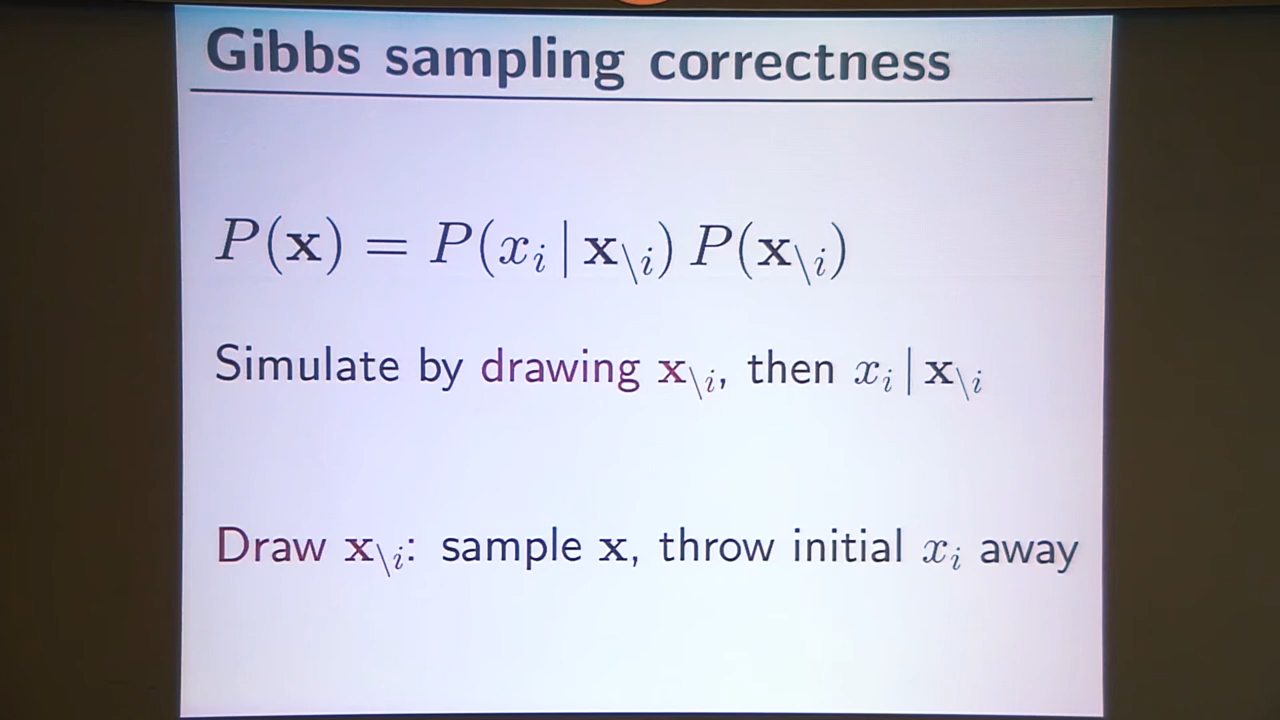 Gibbs sampling correctness
P(x) = P(x_i | x_{\i}) P(x_{\i})
Simulate by drawing x_{\i}, then x_i | x_{\i}
Draw x_{\i}: sample x, throw initial x_i away